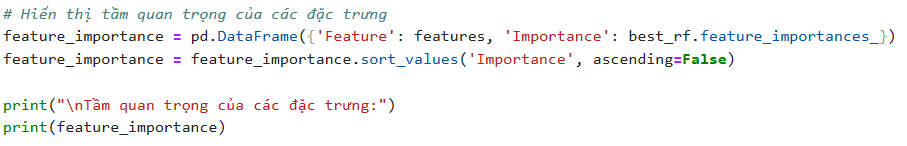 # Hiển thị tầm quan trọng của các đặc trưng
feature_importance = pd.DataFrame({'Feature': features, 'Importance': best_rf.feature_importances_})
feature_importance = feature_importance.sort_values('Importance', ascending=False)
print("\nTầm quan trọng của các đặc trưng:")
print(feature_importance)